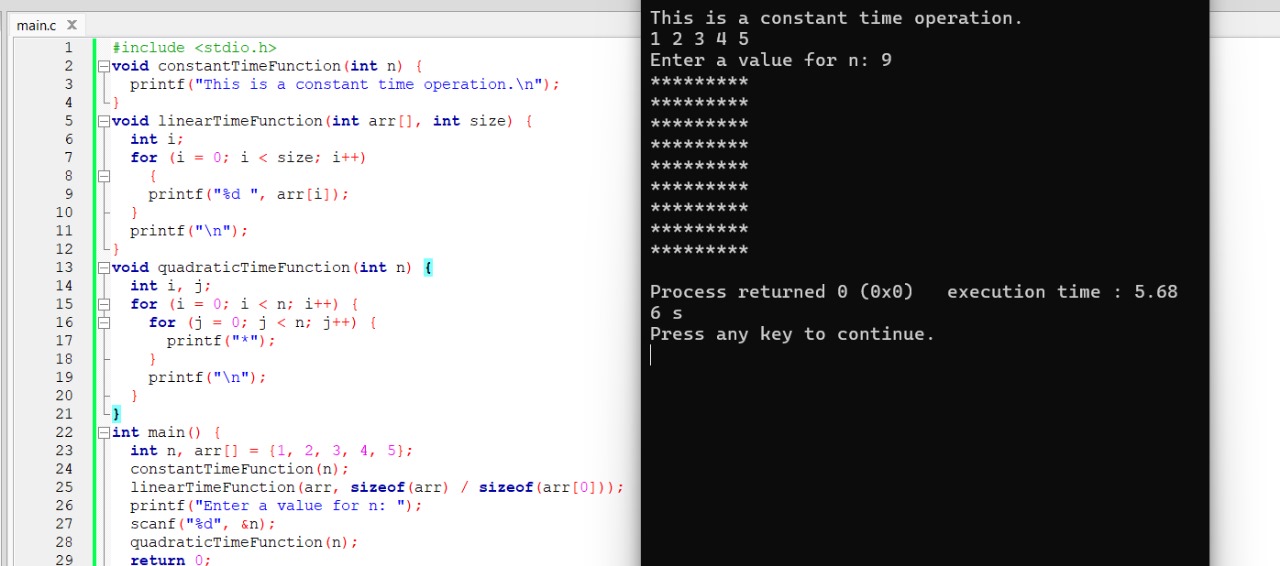 main.c X
1 #include <stdio.h>
2 void constantTimeFunction(int n) {
3 printf("This is a constant time operation.\n");
4 }
5 void linearTimeFunction(int arr[], int size) {
6 int i;
7 for (i = 0; i < size; i++)
8 {
9 printf("%d ", arr[i]);
10 }
11 printf("\n");
12 }
13 void quadraticTimeFunction(int n) {
14 int i, j;
15 for (i = 0; i < n; i++) {
16 for (j = 0; j < n; j++) {
17 printf("*");
18 }
19 printf("\n");
20 }
21 }
22 int main() {
23 int n, arr[] = {1, 2, 3, 4, 5};
24 constantTimeFunction(n);
25 linearTimeFunction(arr, sizeof(arr) / sizeof(arr[0]));
26 printf("Enter a value for n: ");
27 scanf("%d", &n);
28 quadraticTimeFunction(n);
29 return 0;
This is a constant time operation.
1 2 3 4 5
Enter a value for n: 9
*********
*********
*********
*********
*********
*********
*********
*********
*********
Process returned 0 (0x0)   execution time : 5.68
6 s
Press any key to continue.